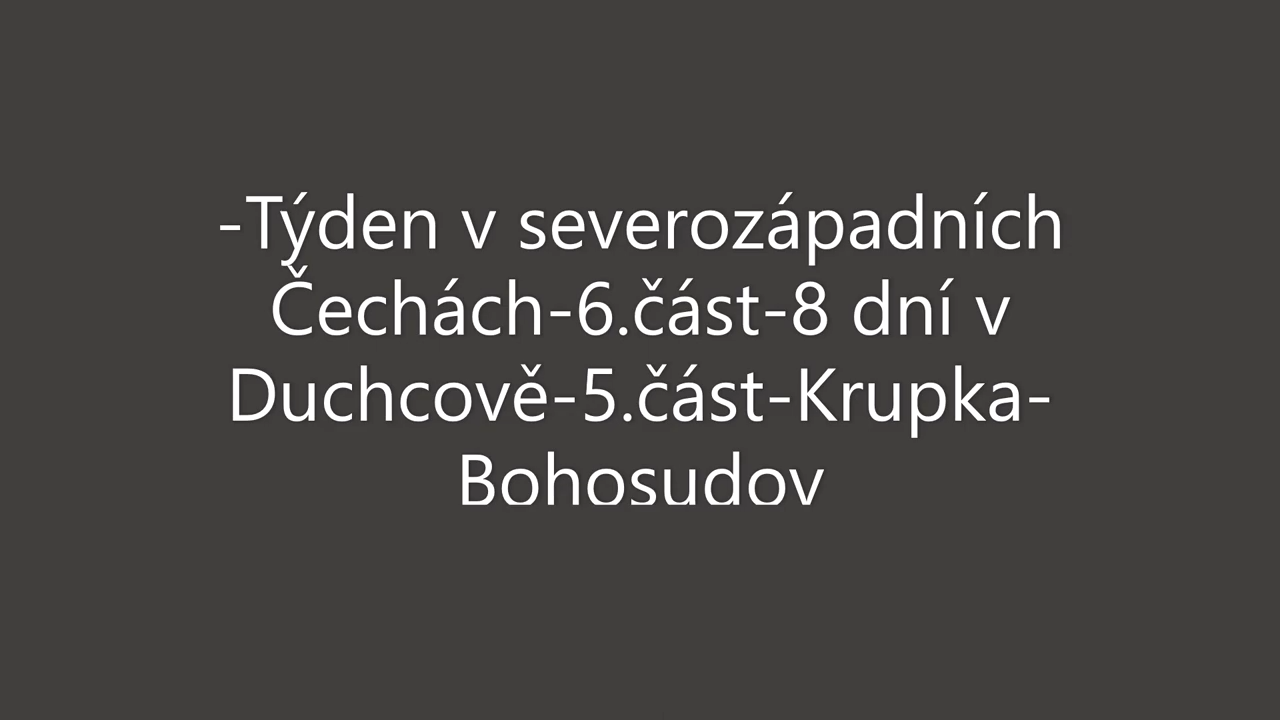 -Týden v severozápadních
Čechách-6.část-8 dní v
Duchcově-5.část-Krupka-
Bohosudov